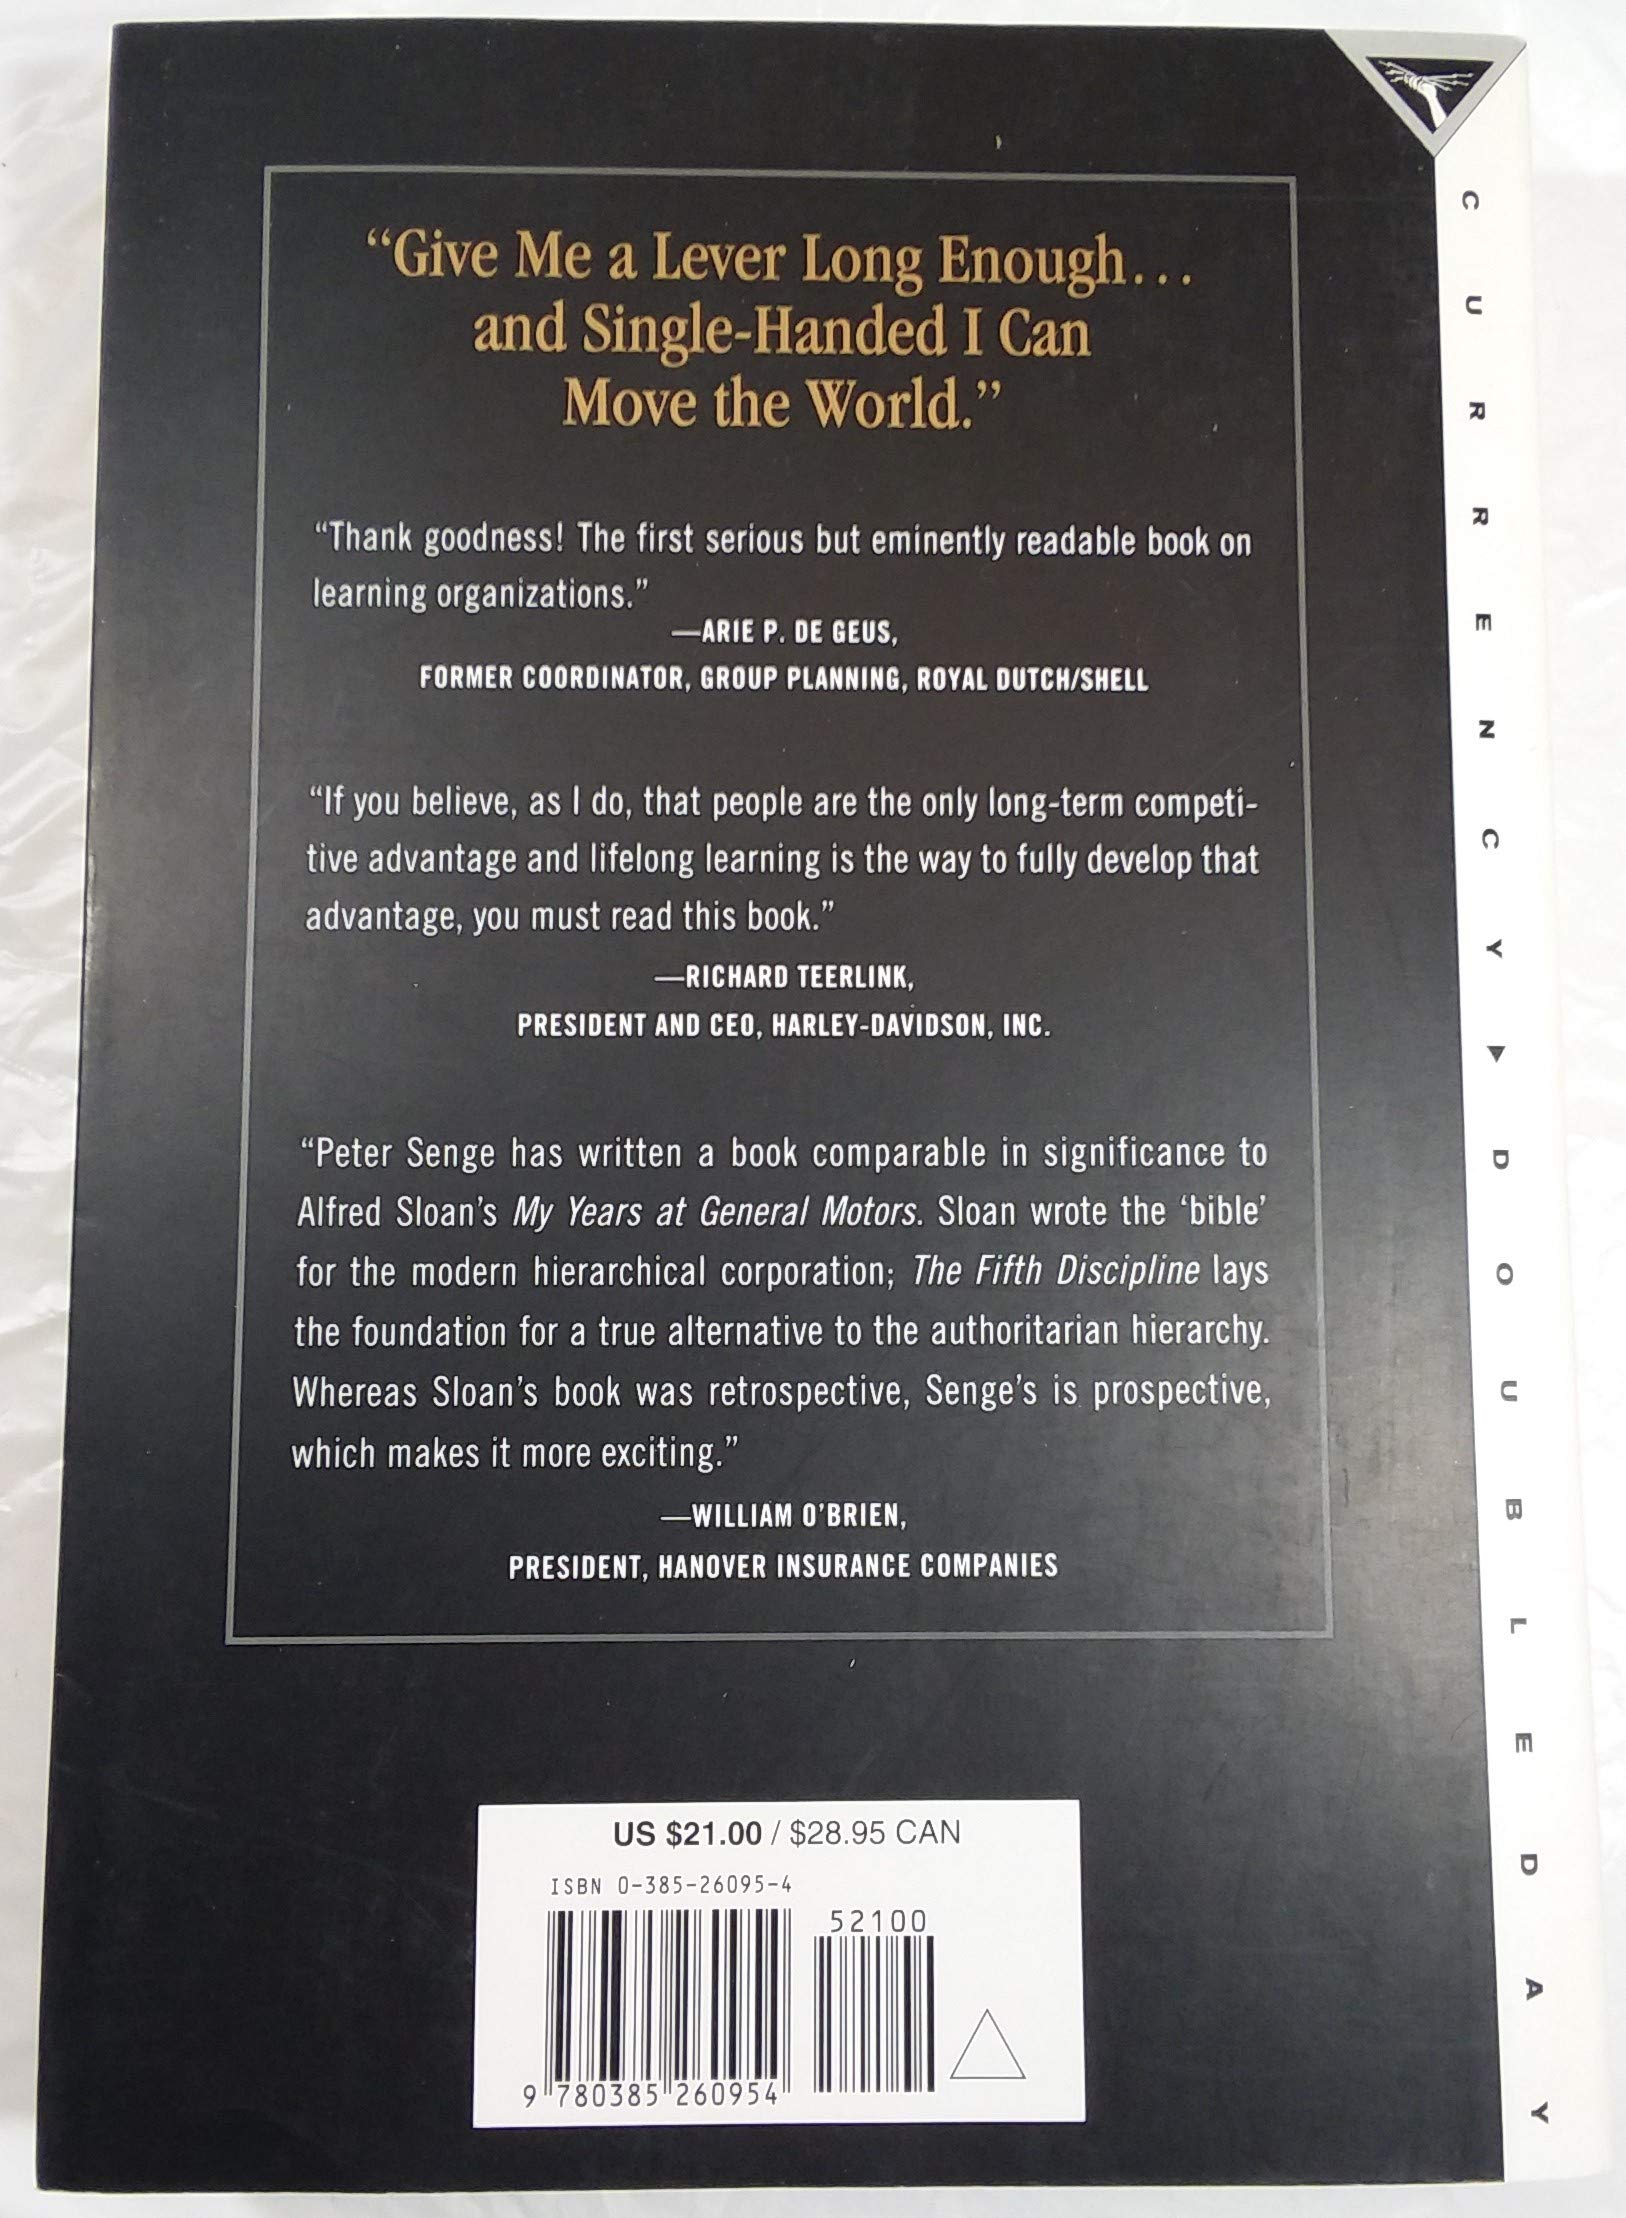 “Give Me a Lever Long Enough...
and Single-Handed I Can
Move the World.”
“Thank goodness! The first serious but eminently readable book on
learning organizations.”
—ARIE P. DE GEUS,
FORMER COORDINATOR, GROUP PLANNING, ROYAL DUTCH/SHELL
“If you believe, as I do, that people are the only long-term competi-
tive advantage and lifelong learning is the way to fully develop that
advantage, you must read this book.”
—RICHARD TEERLINK,
PRESIDENT AND CEO, HARLEY-DAVIDSON, INC.
“Peter Senge has written a book comparable in significance to
Alfred Sloan’s My Years at General Motors. Sloan wrote the ‘bible’
for the modern hierarchical corporation; The Fifth Discipline lays
the foundation for a true alternative to the authoritarian hierarchy.
Whereas Sloan’s book was retrospective, Senge’s is prospective,
which makes it more exciting.”
—WILLIAM O’BRIEN,
PRESIDENT, HANOVER INSURANCE COMPANIES
US $21.00 / $28.95 CAN
ISBN 0-385-26095-4
52100
9 780385 260954
CURRENCY DOUBLEDAY